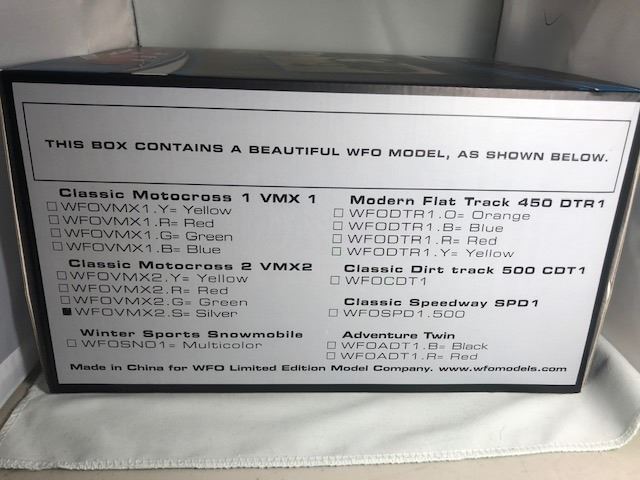 THIS BOX CONTAINS A BEAUTIFUL WFO MODEL, AS SHOWN BELOW.
Classic Motocross 1 VMX 1
WFOVMX1.Y= Yellow
WFOVMX1.R= Red
WFOVMX1.G= Green
WFOVMX1.B= Blue
Classic Motocross 2 VMX2
WFOVMX2.Y= Yellow
WFOVMX2.R= Red
WFOVMX2.G= Green
WFOVMX2.S= Silver
Winter Sports Snowmobile
WFOSNO1= Multicolor
Modern Flat Track 450 DTR1
WFODTR1.O= Orange
WFODTR1.B= Blue
WFODTR1.R= Red
WFODTR1.Y= Yellow
Classic Dirt track 500 CDT1
WFOCDT1
Classic Speedway SPD1
WFOSPD1.500
Adventure Twin
WFOADT1.B= Black
WFOADT1.R= Red
Made in China for WFO Limited Edition Model Company. www.wfomodels.com